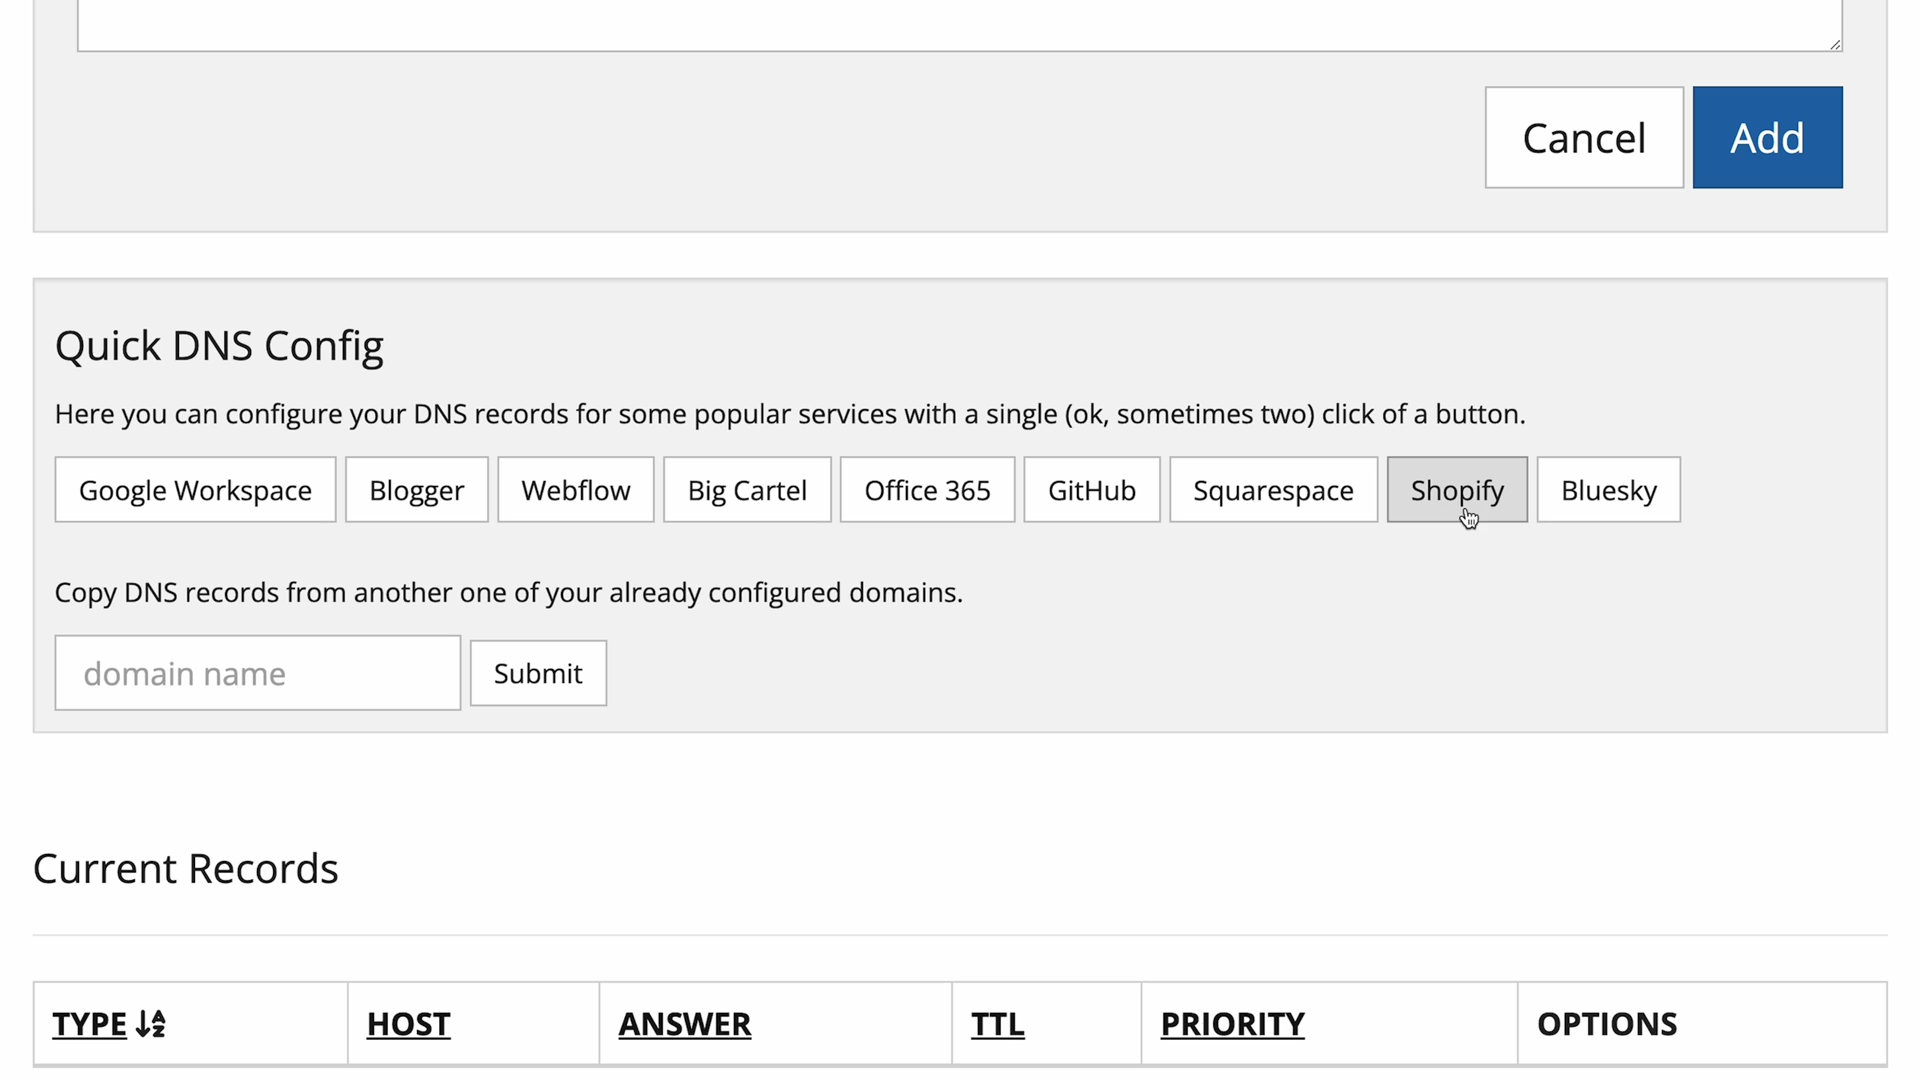 Cancel Add
Quick DNS Config
Here you can configure your DNS records for some popular services with a single (ok, sometimes two) click of a button.
Google Workspace Blogger Webflow Big Cartel Office 365 GitHub Squarespace Shopify Bluesky
Copy DNS records from another one of your already configured domains.
domain name Submit
Current Records
TYPE HOST ANSWER TTL PRIORITY OPTIONS